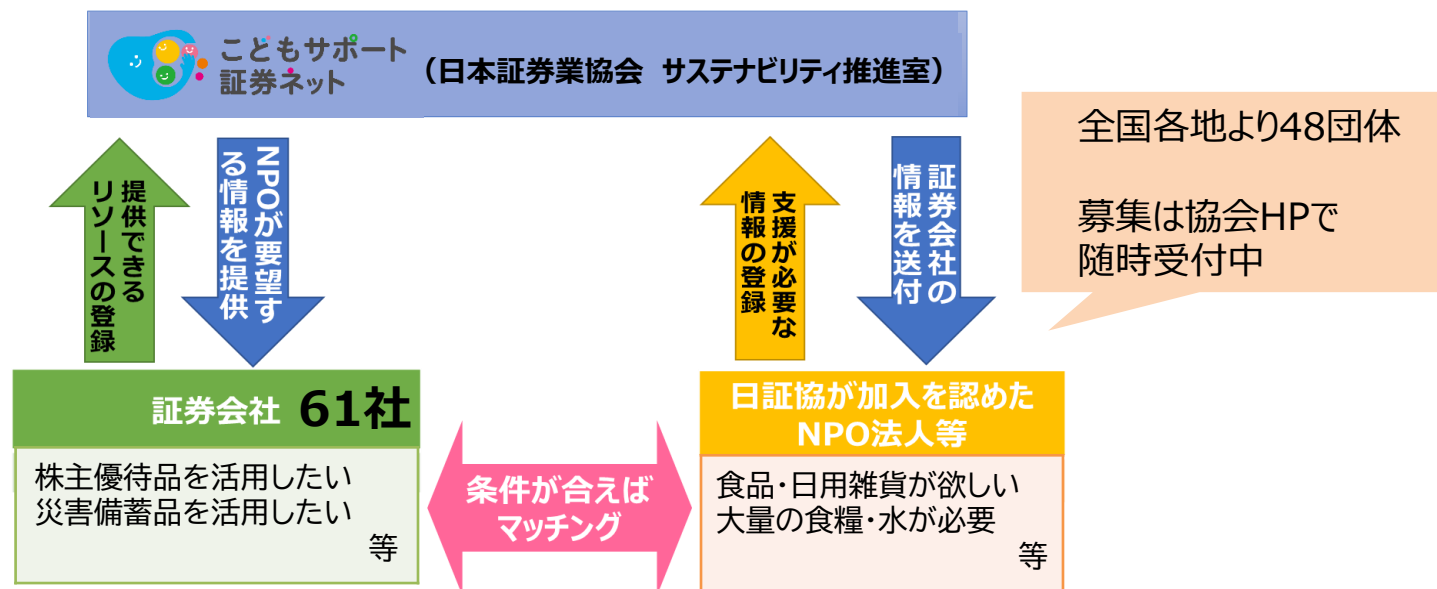 こどもサポート
証券ネット
（日本証券業協会 サステナビリティ推進室）
提供できる
リソースの登録
NPOが要望す
る情報を提供
支援が必要な
情報の登録
証券会社の
情報を送付
全国各地より48団体
募集は協会HPで
随時受付中
証券会社 61社
株主優待品を活用したい
災害備蓄品を活用したい
等
条件が合えば
マッチング
日証協が加入を認めた
NPO法人等
食品・日用雑貨が欲しい
大量の食糧・水が必要
等